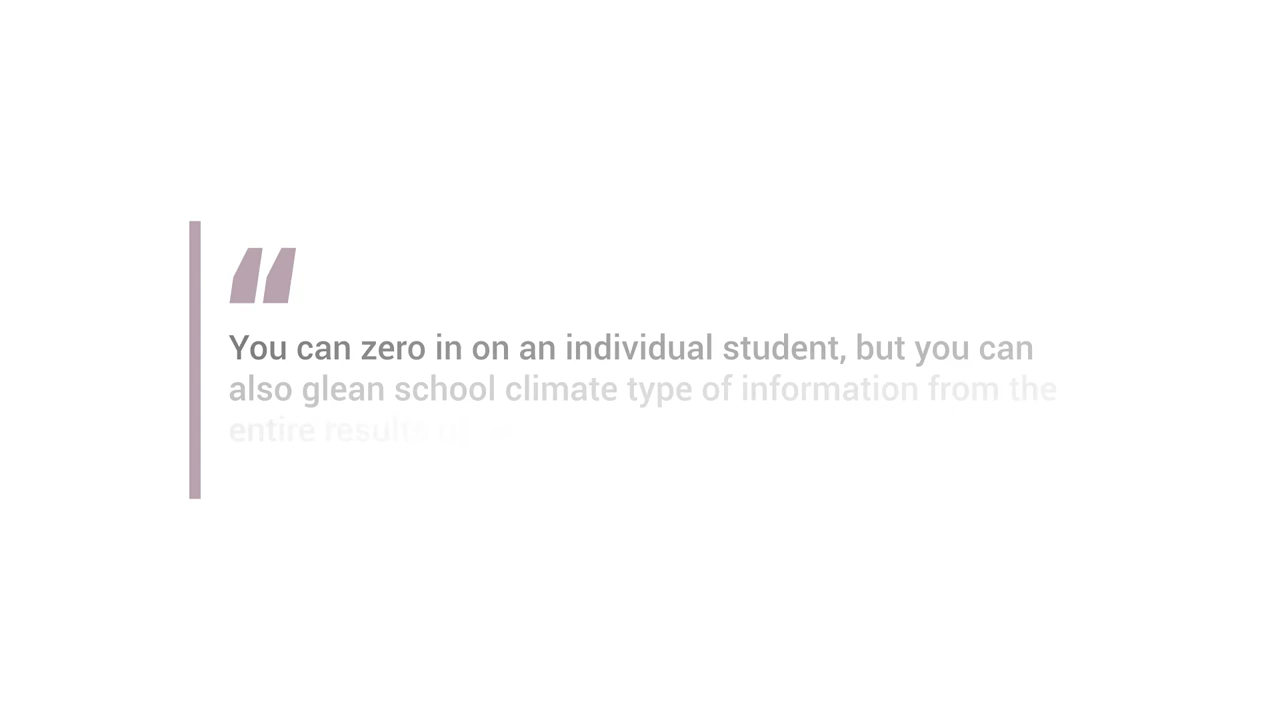 “
You can zero in on an individual student, but you can
also glean school climate type of information from the
entire results